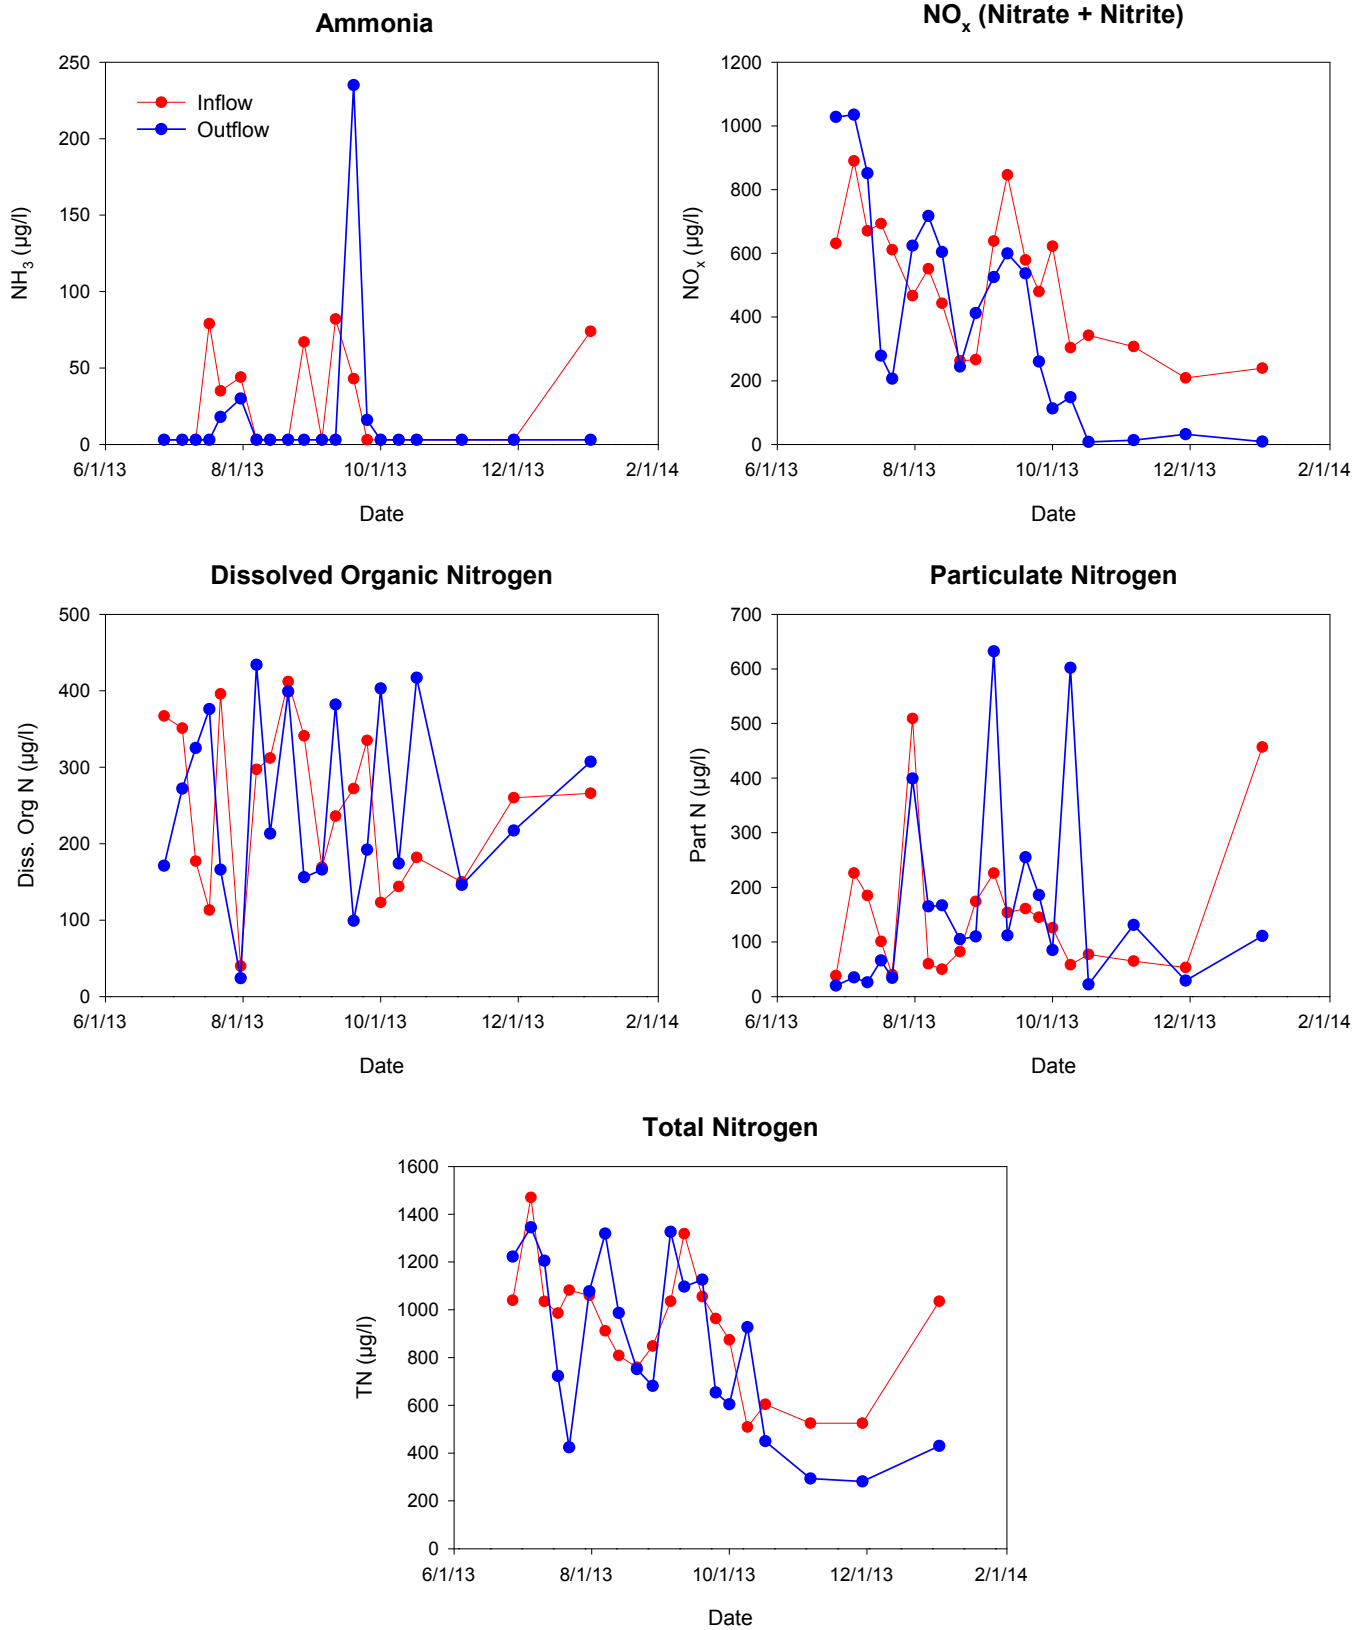 Ammonia
NH3 (µg/l)
250
200
150
100
50
0
Inflow
Outflow
6/1/13 8/1/13 10/1/13 12/1/13 2/1/14
Date
NOx (Nitrate + Nitrite)
NOx (µg/l)
1200
1000
800
600
400
200
0
6/1/13 8/1/13 10/1/13 12/1/13 2/1/14
Date
Dissolved Organic Nitrogen
Diss. Org N (µg/l)
500
400
300
200
100
0
6/1/13 8/1/13 10/1/13 12/1/13 2/1/14
Date
Particulate Nitrogen
Part N (µg/l)
700
600
500
400
300
200
100
0
6/1/13 8/1/13 10/1/13 12/1/13 2/1/14
Date
Total Nitrogen
TN (µg/l)
1600
1400
1200
1000
800
600
400
200
0
6/1/13 8/1/13 10/1/13 12/1/13 2/1/14
Date